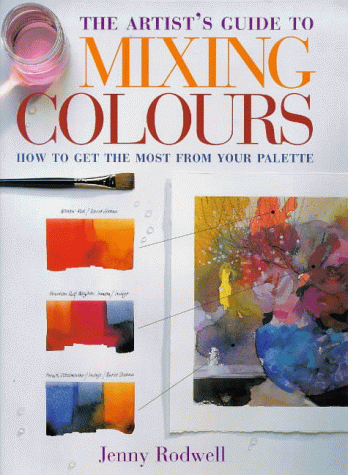 THE ARTIST'S GUIDE TO
MIXING
COLOURS
HOW TO GET THE MOST FROM YOUR PALETTE
Jenny Rodwell